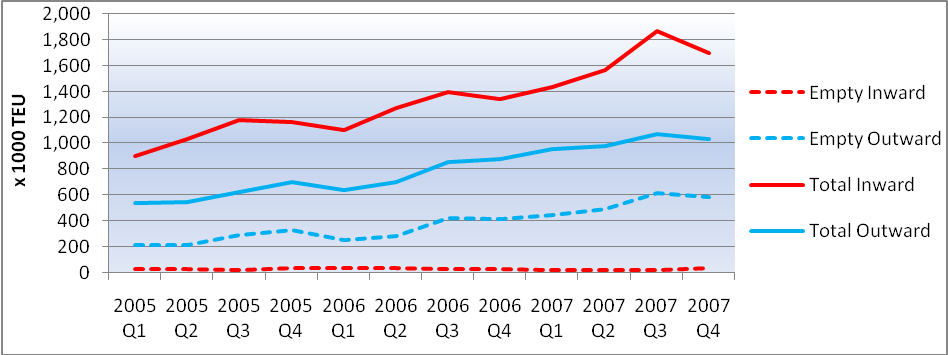 2,000
1,800
1,600
1,400
1,200
1,000
800
600
400
200
0
x 1000 TEU
2005 2005 2005 2005 2006 2006 2006 2006 2007 2007 2007 2007
Q1 Q2 Q3 Q4 Q1 Q2 Q3 Q4 Q1 Q2 Q3 Q4
Empty Inward
Empty Outward
Total Inward
Total Outward